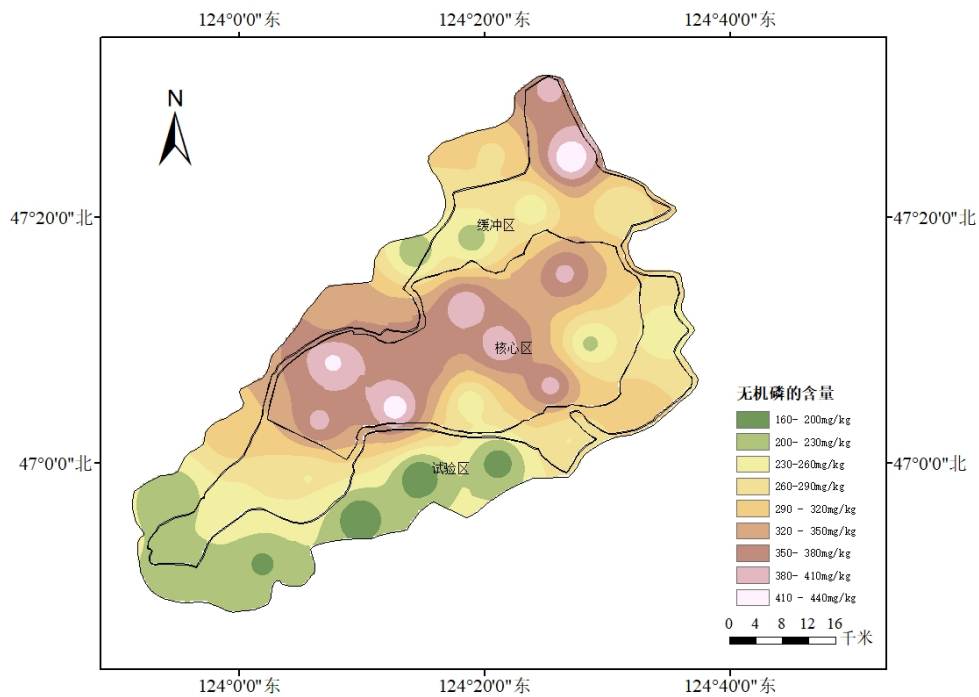 124°0'0"东 124°20'0"东 124°40'0"东
N
47°20'0"北 47°20'0"北
缓冲区
核心区
无机磷的含量
160- 200mg/kg
200- 230mg/kg
230-260mg/kg
260-290mg/kg
290 - 320mg/kg
320 - 350mg/kg
350- 380mg/kg
380- 410mg/kg
410 - 440mg/kg
47°0'0"北 47°0'0"北
试验区
0 4 8 12 16
千米
124°0'0"东 124°20'0"东 124°40'0"东